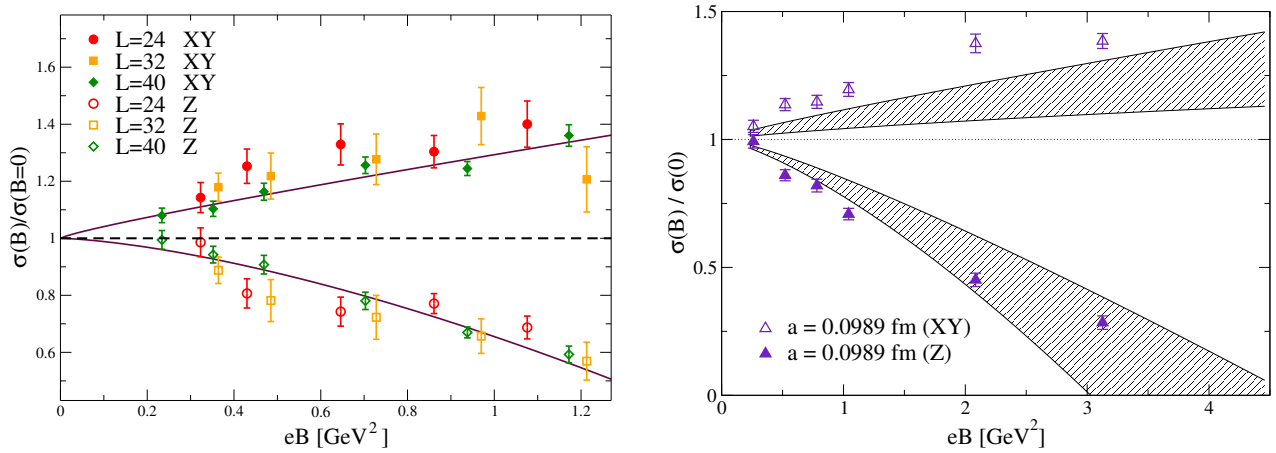 L=24 XY
L=32 XY
L=40 XY
L=24 Z
L=32 Z
L=40 Z
σ(B)/σ(B=0)
1.6
1.4
1.2
1
0.8
0.6
0 0.2 0.4 0.6 0.8 1 1.2
eB [GeV²]
1.5
1
0.5
0
σ(B) / σ(0)
a = 0.0989 fm (XY)
a = 0.0989 fm (Z)
0 1 2 3 4
eB [GeV²]